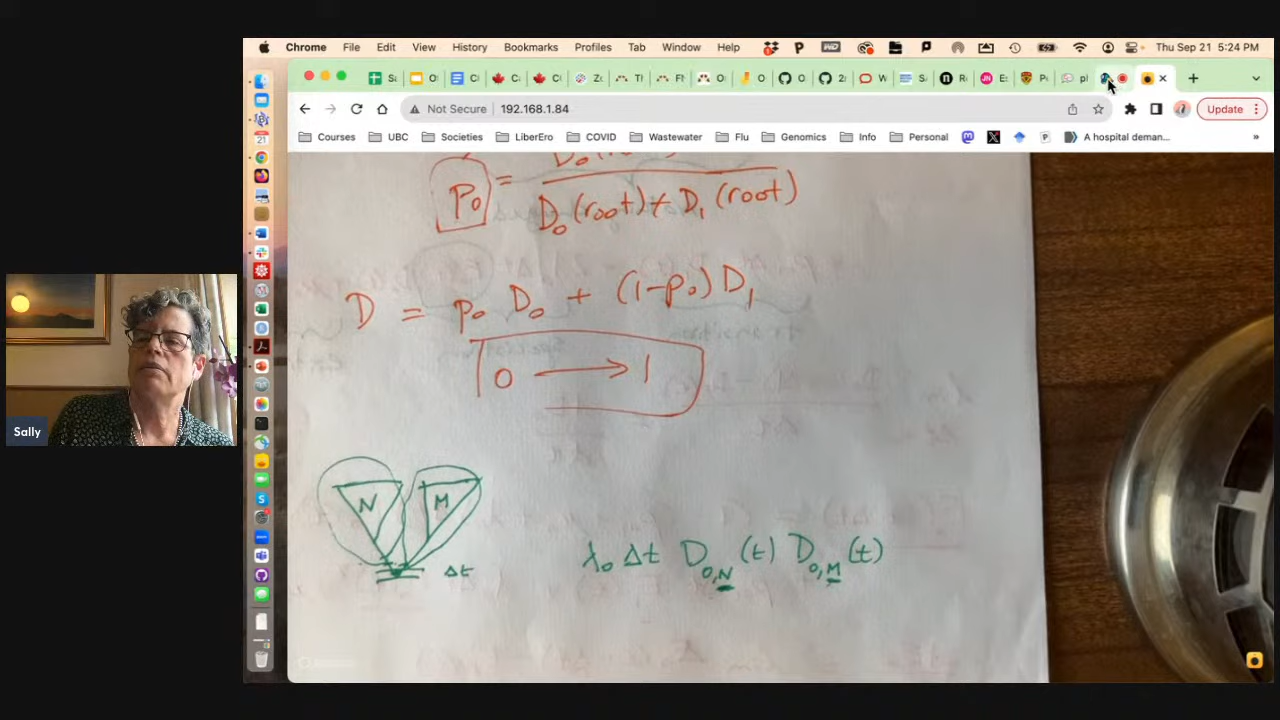 Chrome File Edit View History Bookmarks Profiles Tab Window Help Thu Sep 21 5:24 PM
Not Secure 192.168.1.84 Update
Courses UBC Societies LiberEro COVID Wastewater Flu Genomics Info Personal A hospital deman... »
p₀ =
D₀(root) + D₁(root)
D = p₀ D₀ + (1-p₀) D₁
0 → 1
N M
Δt λ₀ Δt D₀,N (t) D₀,M (t)
Sally